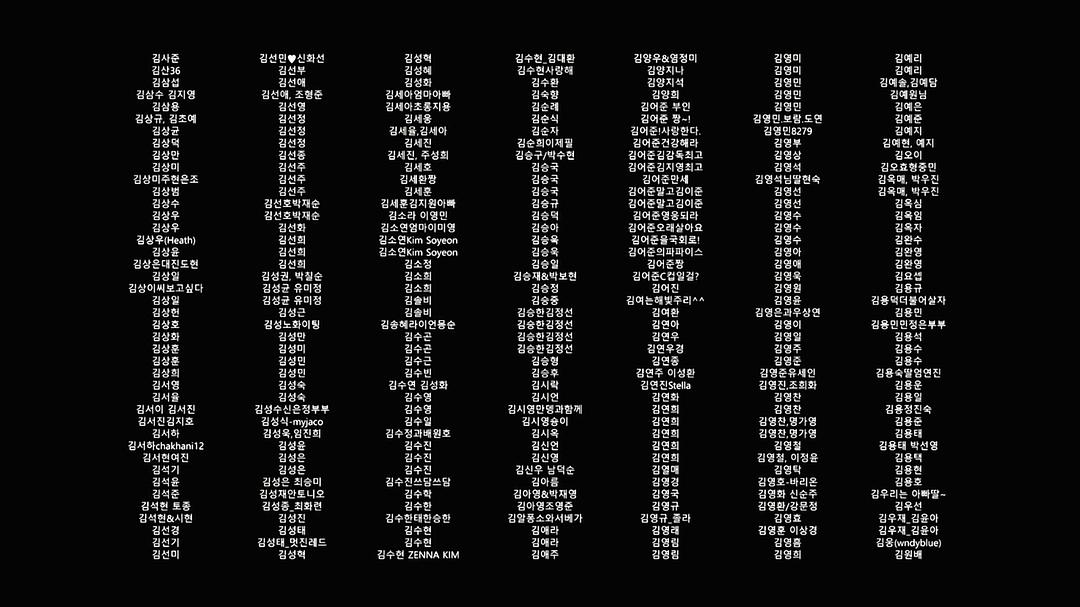 김사준
김산36
김삼섭
김삼수 김지영
김삼용
김상규, 김초예
김상균
김상덕
김상만
김상미
김상미주현은조
김상범
김상수
김상우
김상우
김상우(Heath)
김상윤
김상은대진도현
김상일
김상이씨보고싶다
김상일
김상헌
김상호
김상화
김상훈
김상훈
김상희
김서영
김서율
김서이 김서진
김서진김지호
김서하
김서하chakhani12
김서현여진
김석기
김석윤
김석준
김석현 토종
김석현&시현
김선경
김선기
김선미
김선민♥신화선
김선부
김선애
김선애, 조형준
김선영
김선정
김선정
김선정
김선종
김선주
김선주
김선주
김선호박재순
김선호박재순
김선화
김선희
김선희
김선희
김성권, 박칠순
김성균 유미정
김성균 유미정
김성근
김성노화이팅
김성만
김성미
김성민
김성민
김성숙
김성숙
김성수신은정부부
김성식-myjaco
김성욱,임진희
김성윤
김성은
김성은
김성은 최승미
김성재안토니오
김성종_최화련
김성진
김성태
김성태_멋진레드
김성혁
김성혁
김성혜
김성화
김세아엄마아빠
김세아초롱지용
김세웅
김세율,김세아
김세진
김세진, 주성희
김세호
김세환짱
김세훈
김세훈김지원아빠
김소라 이영민
김소연엄마이미영
김소연Kim Soyeon
김소연Kim Soyeon
김소정
김소희
김소희
김솔비
김솔비
김송혜라이언몽순
김수곤
김수곤
김수근
김수빈
김수연 김성화
김수영
김수영
김수일
김수정과배원호
김수진
김수진
김수진
김수진쓰담쓰담
김수학
김수한
김수한태한승한
김수현
김수현
김수현 ZENNA KIM
김수현_김대환
김수현사랑해
김수환
김숙향
김순례
김순식
김순자
김순희이제필
김승구/박수현
김승국
김승국
김승국
김승규
김승덕
김승아
김승욱
김승욱
김승일
김승재&박보현
김승정
김승중
김승한김정선
김승한김정선
김승한김정선
김승한김정선
김승형
김승후
김시락
김시언
김시영만땅과함께
김시영승이
김시옥
김신언
김신영
김신우 남덕순
김아름
김아영&박재영
김아영조영준
김알퐁소와서베가
김애라
김애라
김애주
김양우&염정미
김양지나
김양지석
김양희
김어준 부인
김어준 짱~!
김어준!사랑한다.
김어준건강해라
김어준김감독최고
김어준김지영최고
김어준만세
김어준말고김이준
김어준말고김이준
김어준영웅되라
김어준오래살아요
김어준을국회로!
김어준의파파이스
김어준짱
김어준C컵일걸?
김어진
김여는해빛주리^^
김여환
김연아
김연우
김연우경
김연종
김연주 이성환
김연진Stella
김연화
김연희
김연희
김연희
김연희
김연희
김열매
김영경
김영국
김영규
김영규_졸라
김영래
김영림
김영림
김영미
김영미
김영민
김영민
김영민
김영민.보람.도연
김영민8279
김영부
김영상
김영석
김영석님딸현숙
김영선
김영선
김영수
김영수
김영수
김영아
김영애
김영욱
김영원
김영윤
김영은과우상연
김영이
김영일
김영주
김영준
김영준유세인
김영진,조희화
김영찬
김영찬
김영찬,명가영
김영찬,명가영
김영철
김영철, 이정윤
김영탁
김영호-바리온
김영화 신순주
김영환/강문정
김영효
김영훈 이상경
김영흠
김영희
김예리
김예리
김예솔,김예담
김예원님
김예은
김예준
김예지
김예현, 예지
김오이
김오효형중민
김옥매, 박우진
김옥매, 박우진
김옥심
김옥임
김옥자
김완수
김완영
김완영
김요셉
김용규
김용덕더불어살자
김용민
김용민민정은부부
김용석
김용수
김용수
김용숙딸엄연진
김용운
김용일
김용정진숙
김용준
김용태
김용태 박선영
김용택
김용현
김용호
김우리는 아빠딸~
김우선
김우재_김윤아
김우재_김윤아
김웅(wndyblue)
김원배